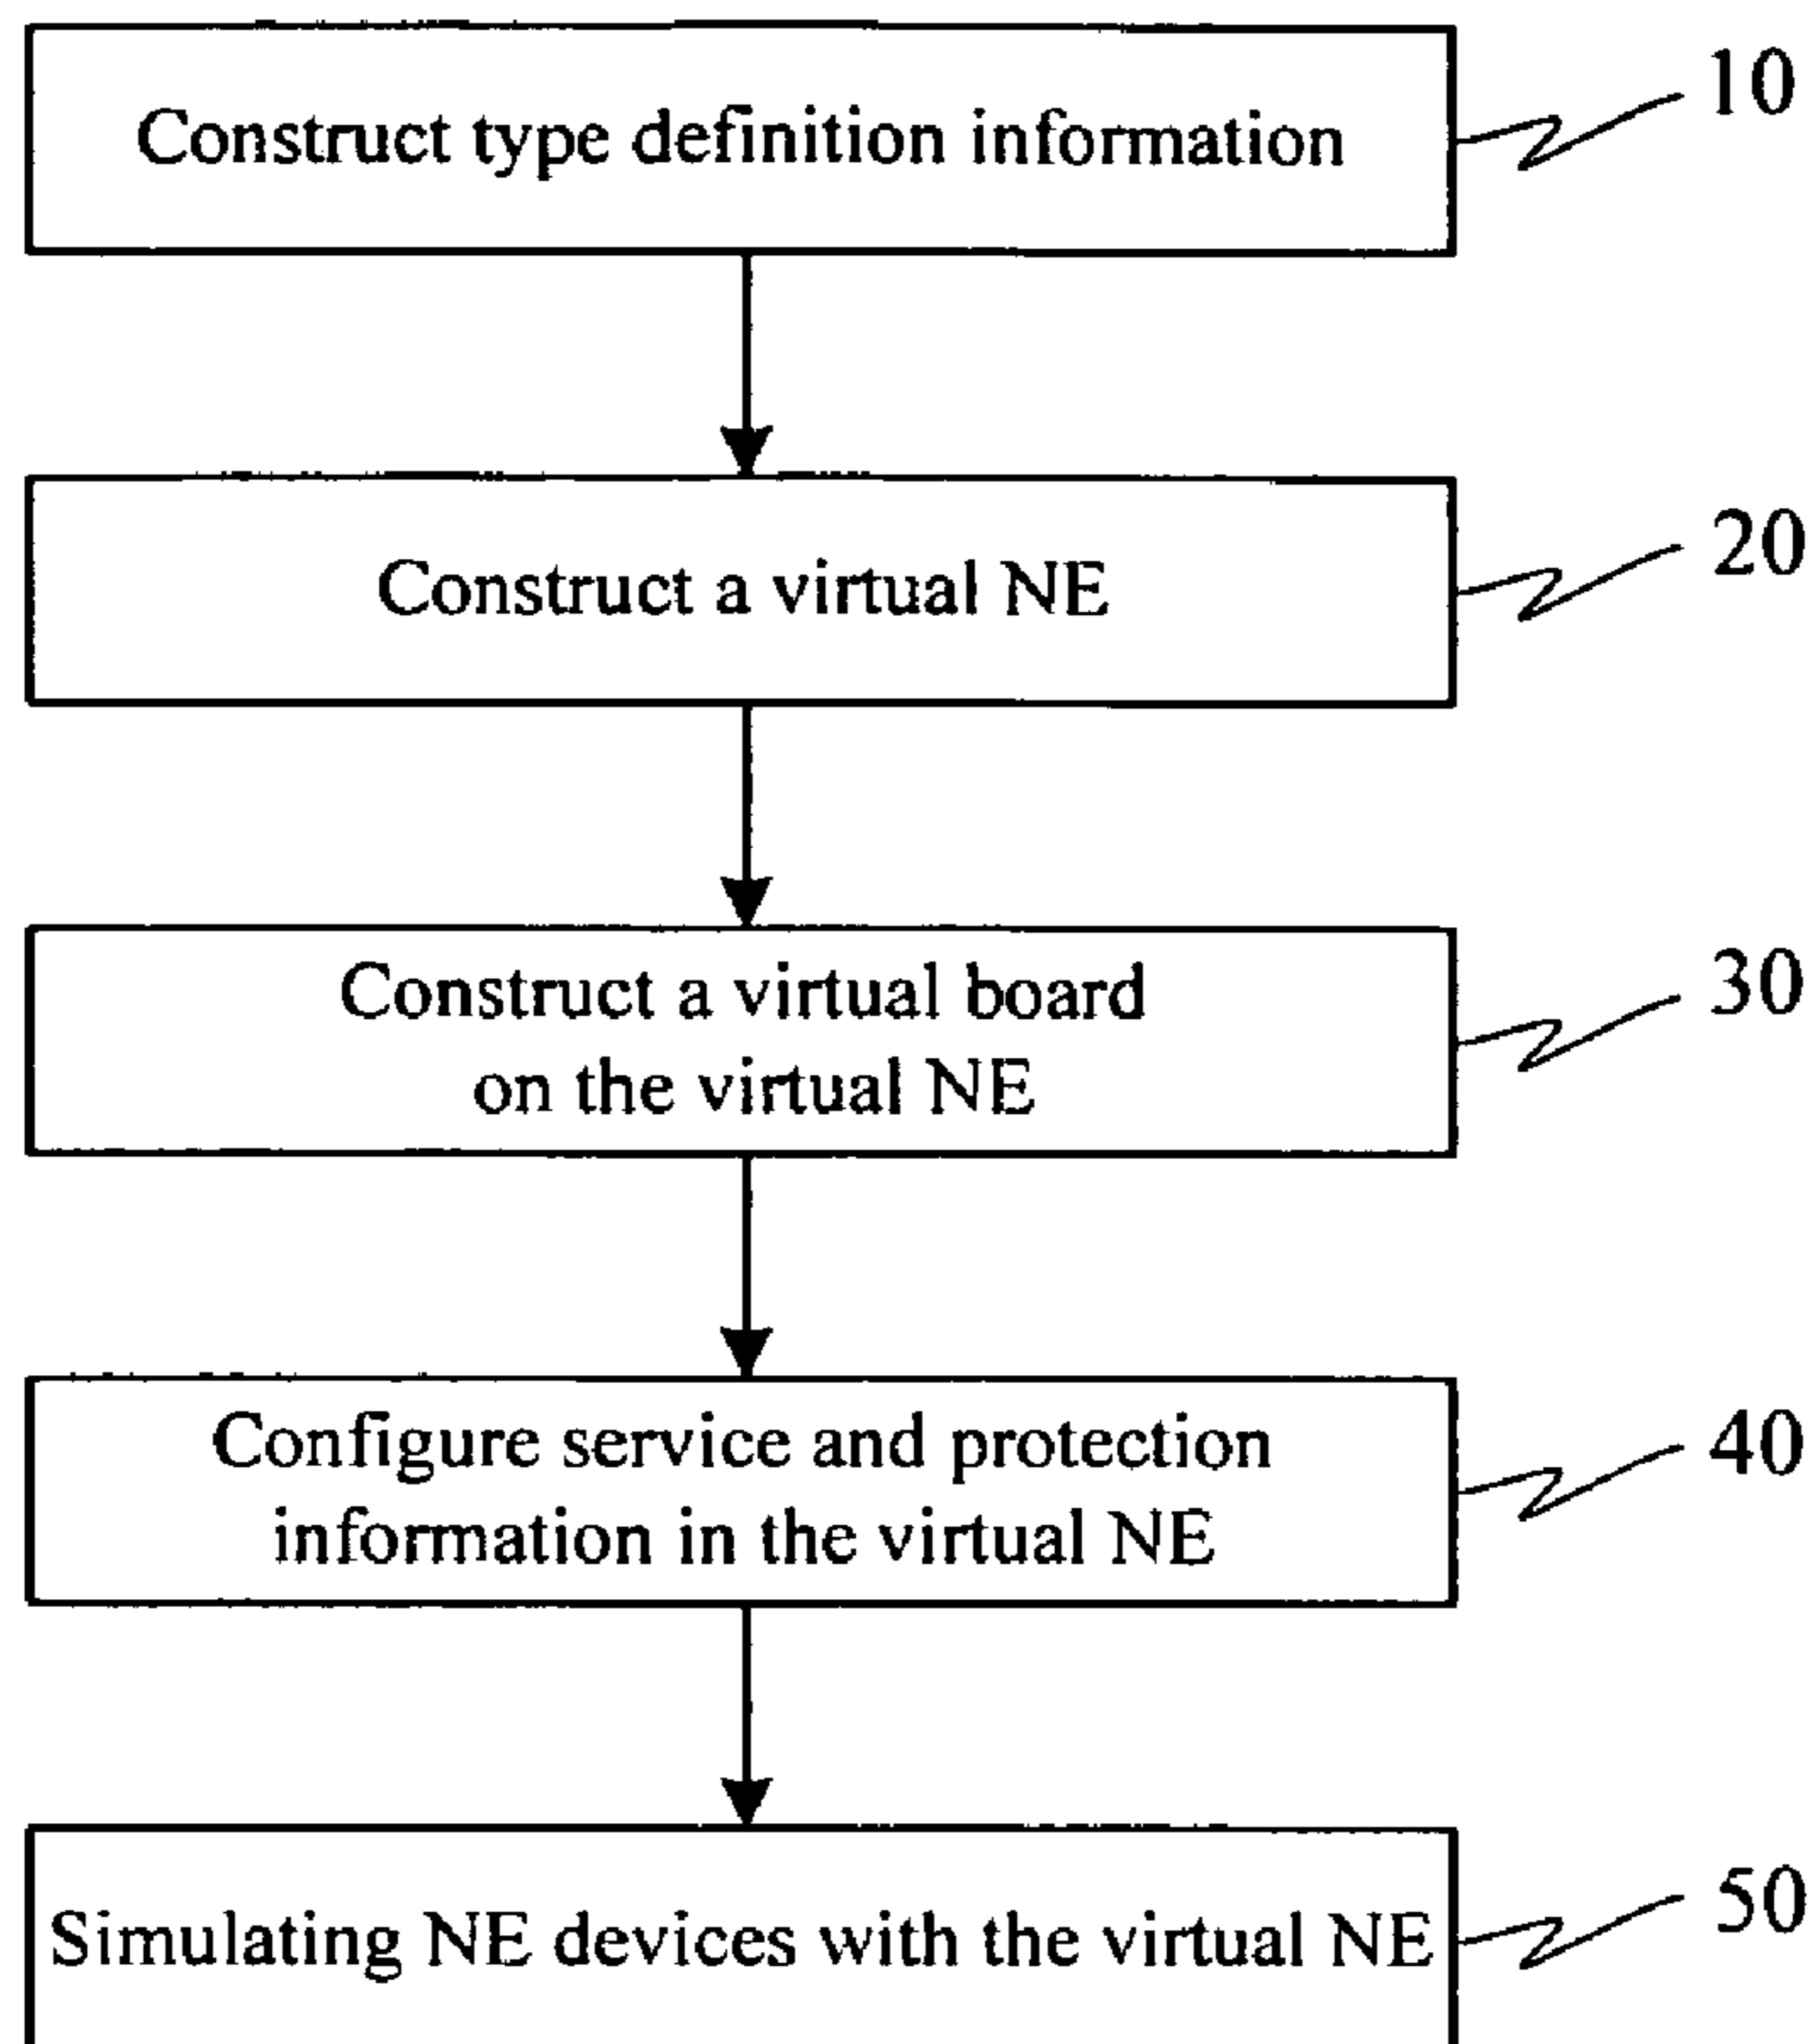 Construct type definition information
10
Construct a virtual NE
20
Construct a virtual board
on the virtual NE
30
Configure service and protection
information in the virtual NE
40
Simulating NE devices with the virtual NE
50